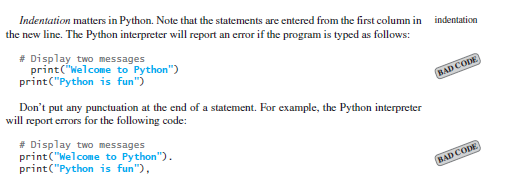 Indentation matters in Python. Note that the statements are entered from the first column in
indentation
the new line. The Python interpreter will report an error if the program is typed as follows:
# Display two messages
  print("Welcome to Python")
print("Python is fun")
BAD CODE
Don't put any punctuation at the end of a statement. For example, the Python interpreter
will report errors for the following code:
# Display two messages
print("Welcome to Python").
print("Python is fun"),
BAD CODE